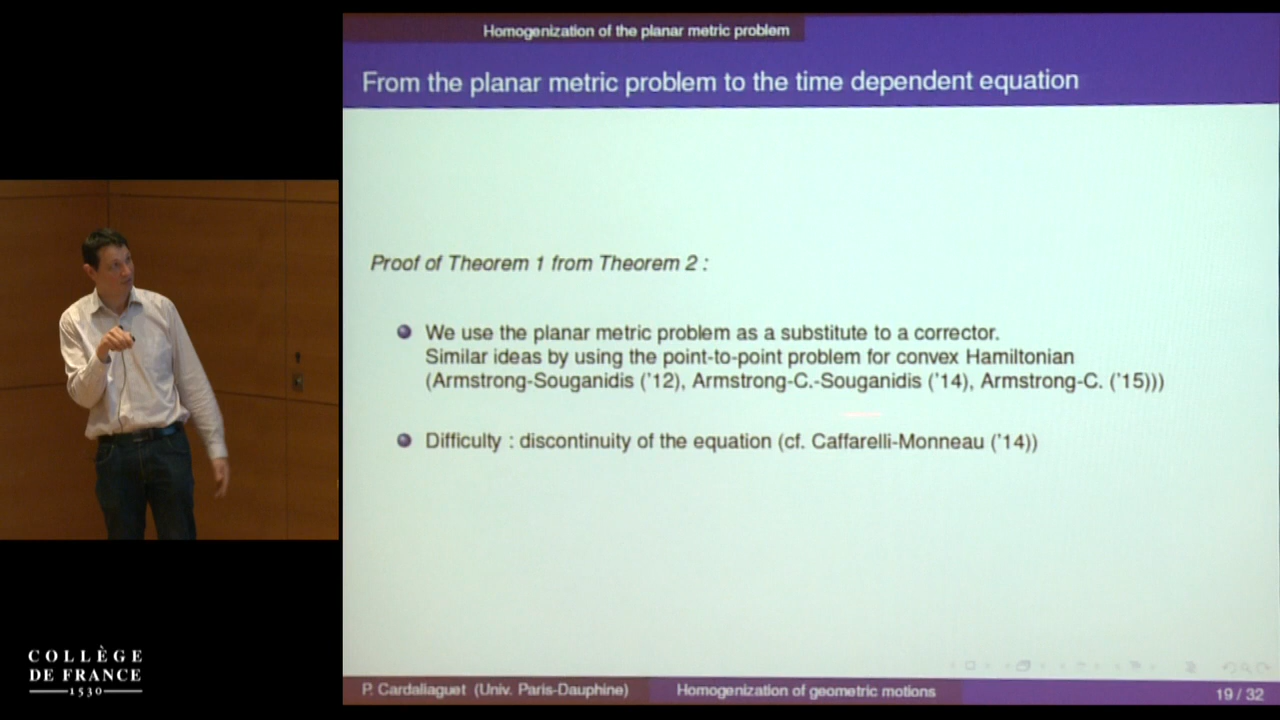 Homogenization of the planar metric problem
From the planar metric problem to the time dependent equation
Proof of Theorem 1 from Theorem 2 :
We use the planar metric problem as a substitute to a corrector.
Similar ideas by using the point-to-point problem for convex Hamiltonian
(Armstrong-Souganidis ('12), Armstrong-C.-Souganidis ('14), Armstrong-C. ('15)))
Difficulty : discontinuity of the equation (cf. Caffarelli-Monneau ('14))
COLLÈGE
DE FRANCE
1530
P. Cardaliaguet (Univ. Paris-Dauphine)
Homogenization of geometric motions
19 / 32